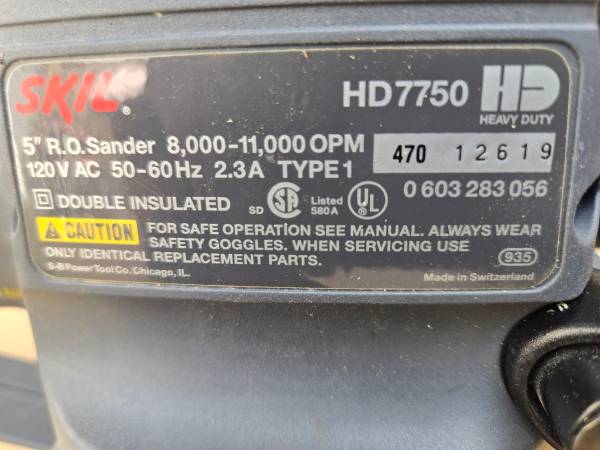 SKIL®
HD7750 HD
HEAVY DUTY
5" R.O.Sander 8,000-11,000 OPM
470 12619
120V AC 50-60Hz 2.3A TYPE 1
DOUBLE INSULATED
SD SA Listed 580A UL
0 603 283 056
CAUTION FOR SAFE OPERATION SEE MANUAL. ALWAYS WEAR
SAFETY GOGGLES. WHEN SERVICING USE
ONLY IDENTICAL REPLACEMENT PARTS.
935
S-B Power Tool Co. Chicago, IL.
Made in Switzerland